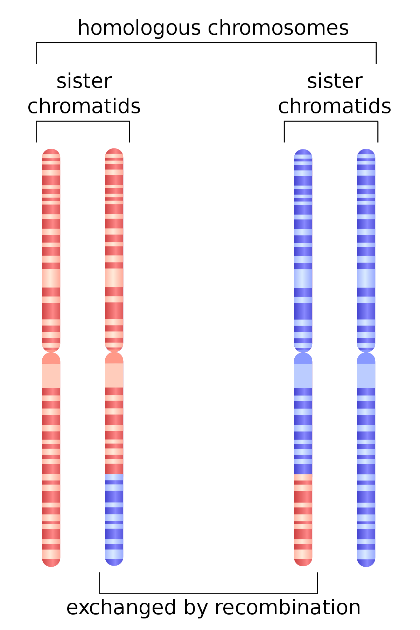 homologous chromosomes
sister
chromatids
sister
chromatids
exchanged by recombination